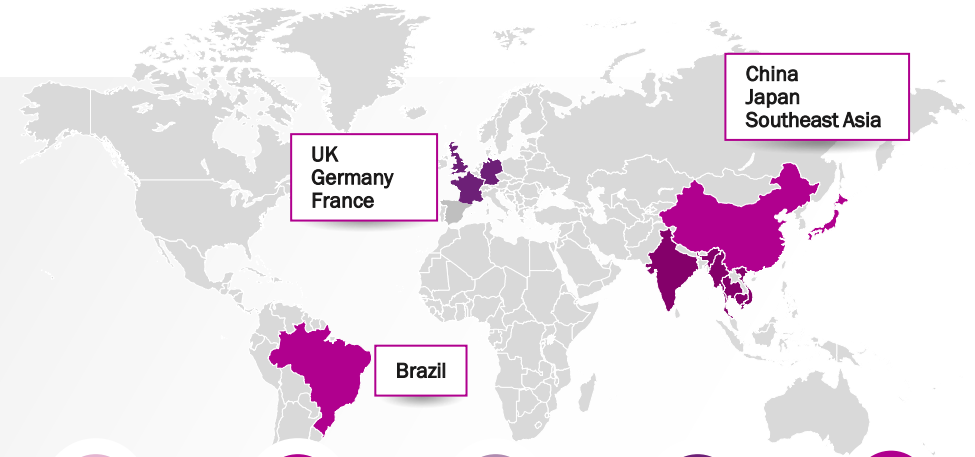 China
Japan
Southeast Asia
UK
Germany
France
Brazil